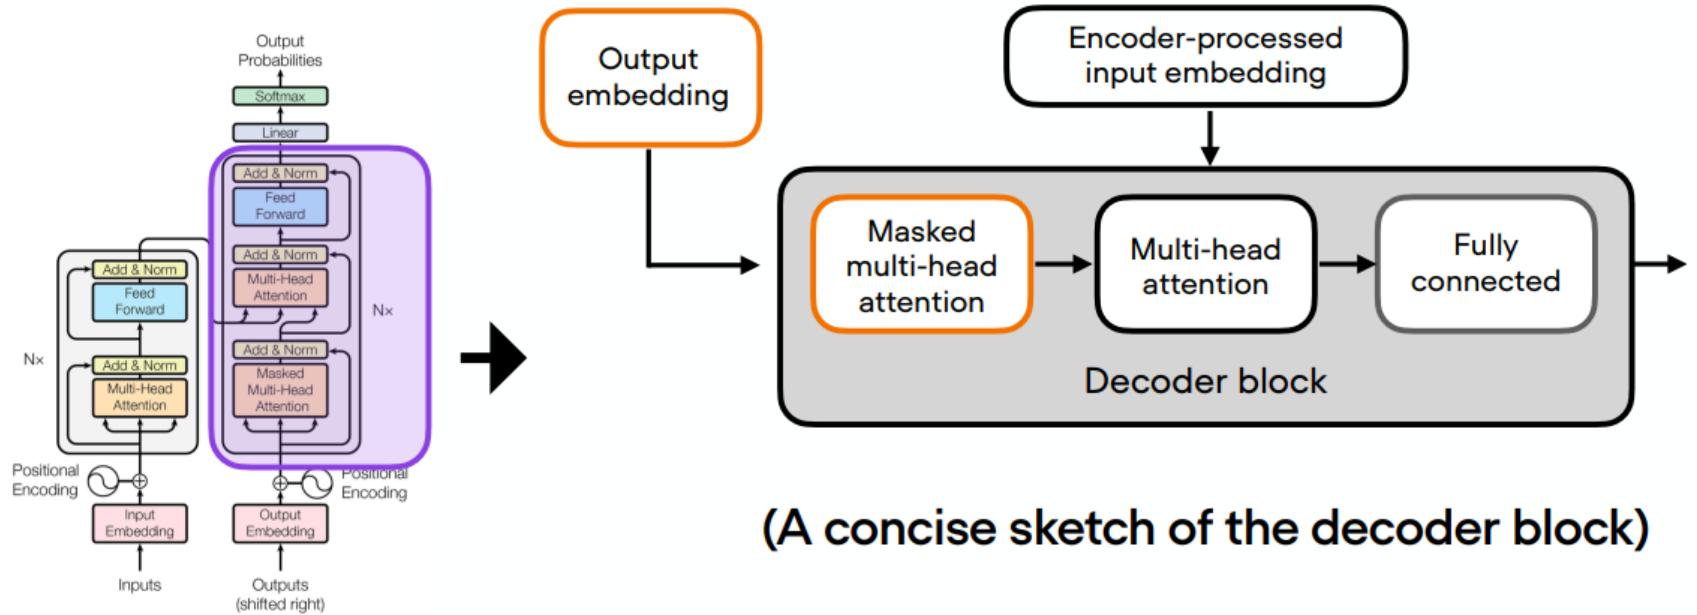 Output
Probabilities
Softmax
Linear
Add & Norm
Feed
Forward
Add & Norm
Multi-Head
Attention
Nx
Add & Norm
Masked
Multi-Head
Attention
Add & Norm
Feed
Forward
Nx
Add & Norm
Multi-Head
Attention
Positional
Encoding
Positional
Encoding
Input
Embedding
Output
Embedding
Inputs
Outputs
(shifted right)
Output
embedding
Encoder-processed
input embedding
Masked
multi-head
attention
Multi-head
attention
Fully
connected
Decoder block
(A concise sketch of the decoder block)